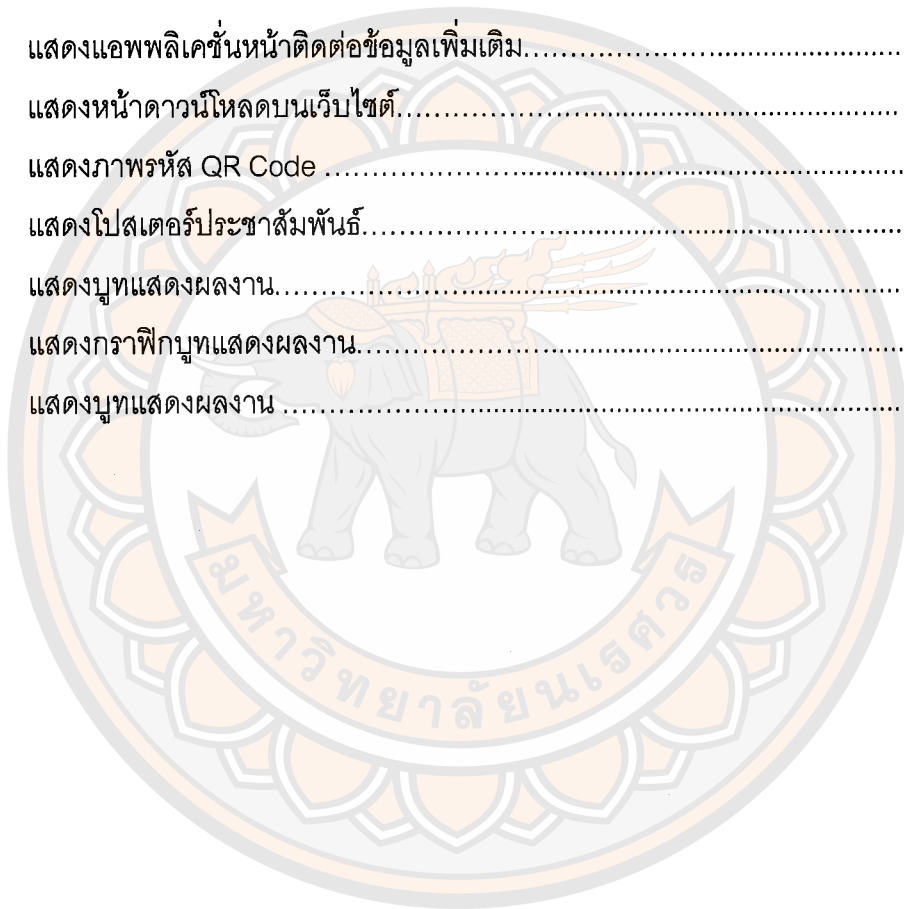 แสดงแอพพลิเคชั่นหน้าติดต่อข้อมูลเพิ่มเติม........................................
แสดงหน้าดาวน์โหลดบนเว็บไซต์........................................
แสดงภาพรหัส QR Code ........................................
แสดงโปสเตอร์ประชาสัมพันธ์........................................
แสดงบูทแสดงผลงาน........................................
แสดงกราฟิกบูทแสดงผลงาน........................................
แสดงบูทแสดงผลงาน ........................................
มหาวิทยาลัยนเรศวร